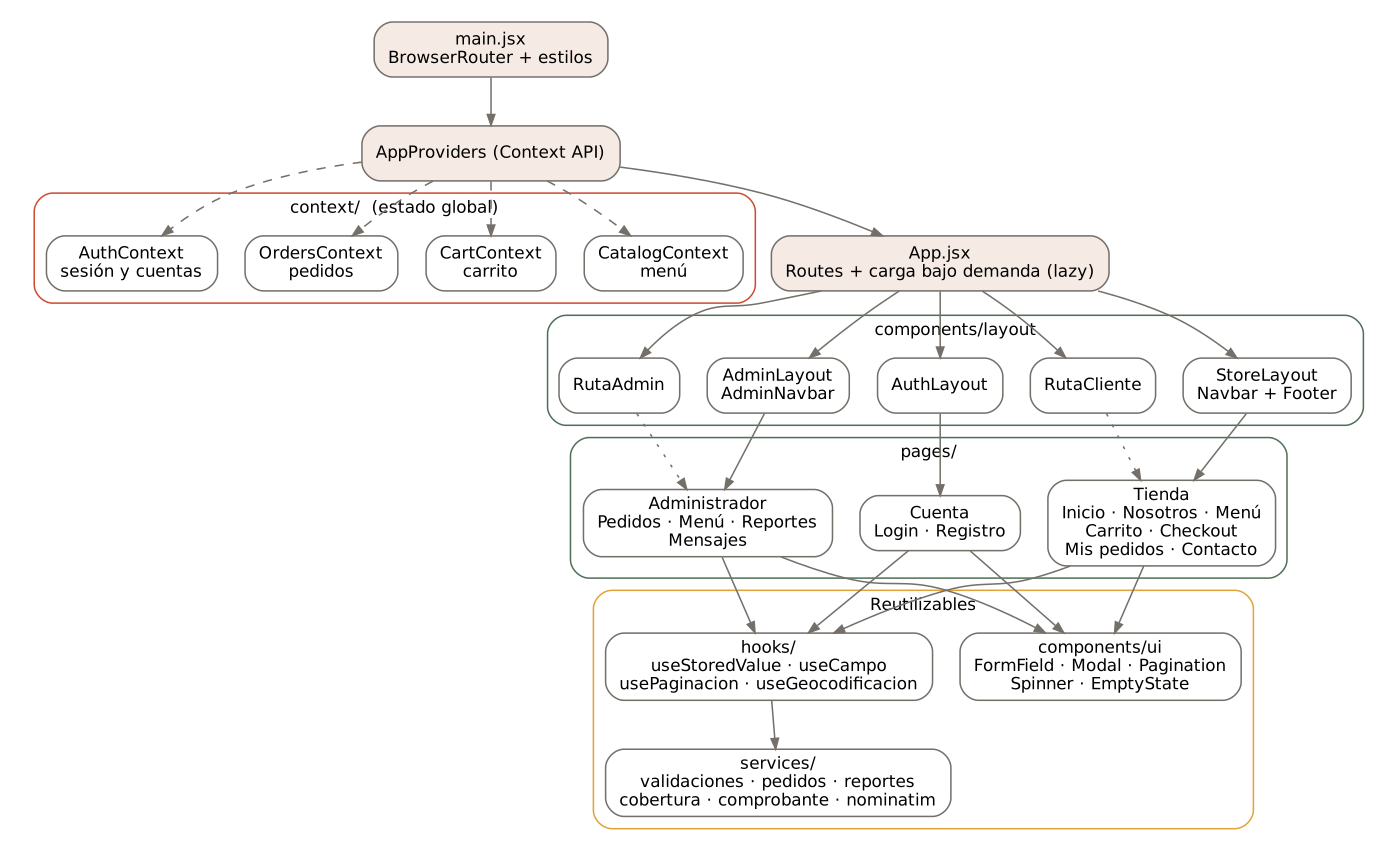 main.jsx
BrowserRouter + estilos
AppProviders (Context API)
context/  (estado global)
AuthContext
sesión y cuentas
OrdersContext
pedidos
CartContext
carrito
CatalogContext
menú
App.jsx
Routes + carga bajo demanda (lazy)
components/layout
RutaAdmin
AdminLayout
AdminNavbar
AuthLayout
RutaCliente
StoreLayout
Navbar + Footer
pages/
Administrador
Pedidos · Menú · Reportes
Mensajes
Cuenta
Login · Registro
Tienda
Inicio · Nosotros · Menú
Carrito · Checkout
Mis pedidos · Contacto
Reutilizables
hooks/
useStoredValue · useCampo
usePaginacion · useGeocodificacion
components/ui
FormField · Modal · Pagination
Spinner · EmptyState
services/
validaciones · pedidos · reportes
cobertura · comprobante · nominatim